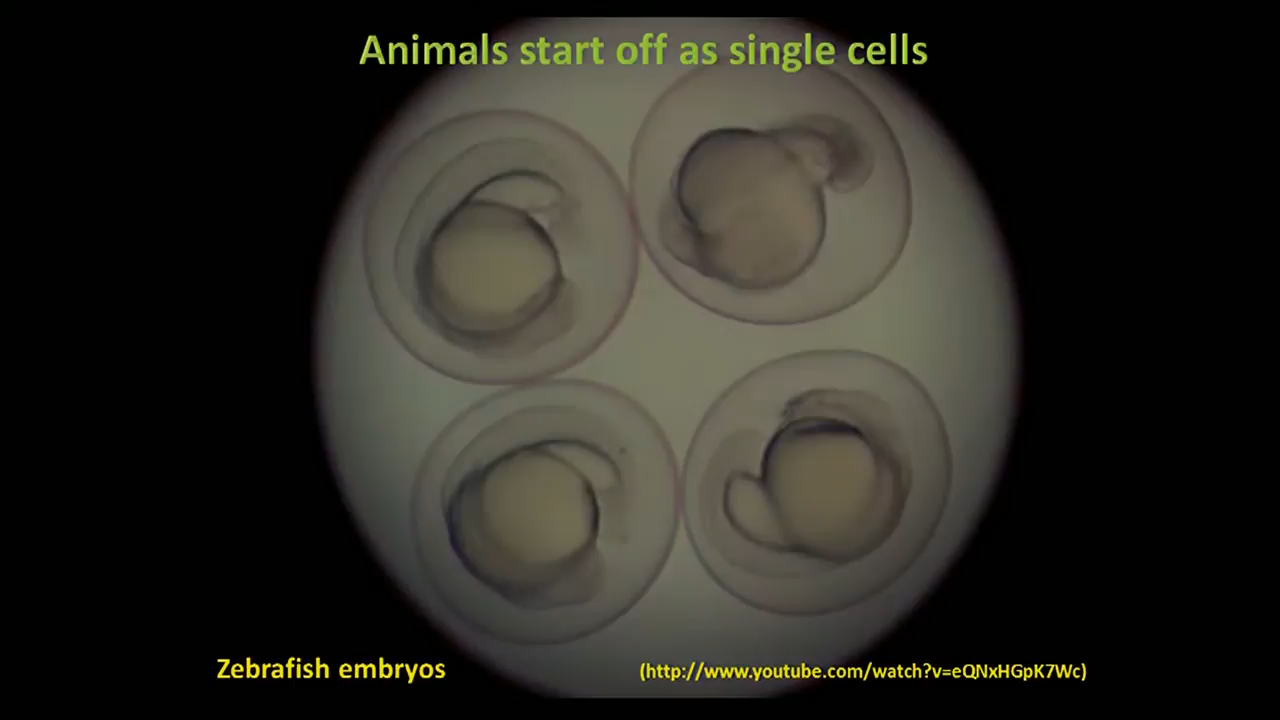 Animals start off as single cells
Zebrafish embryos
(http://www.youtube.com/watch?v=eQNxHGpK7Wc)